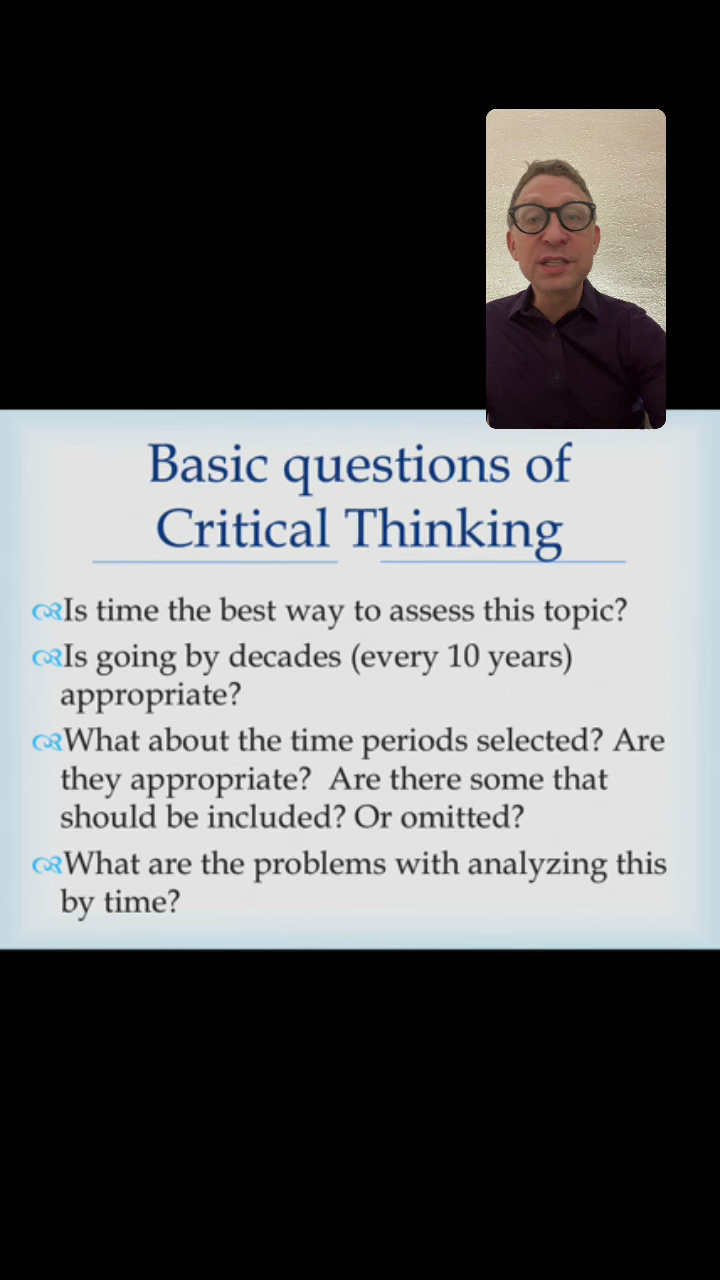 Basic questions of
Critical Thinking
Is time the best way to assess this topic?
Is going by decades (every 10 years)
appropriate?
What about the time periods selected? Are
they appropriate?  Are there some that
should be included? Or omitted?
What are the problems with analyzing this
by time?